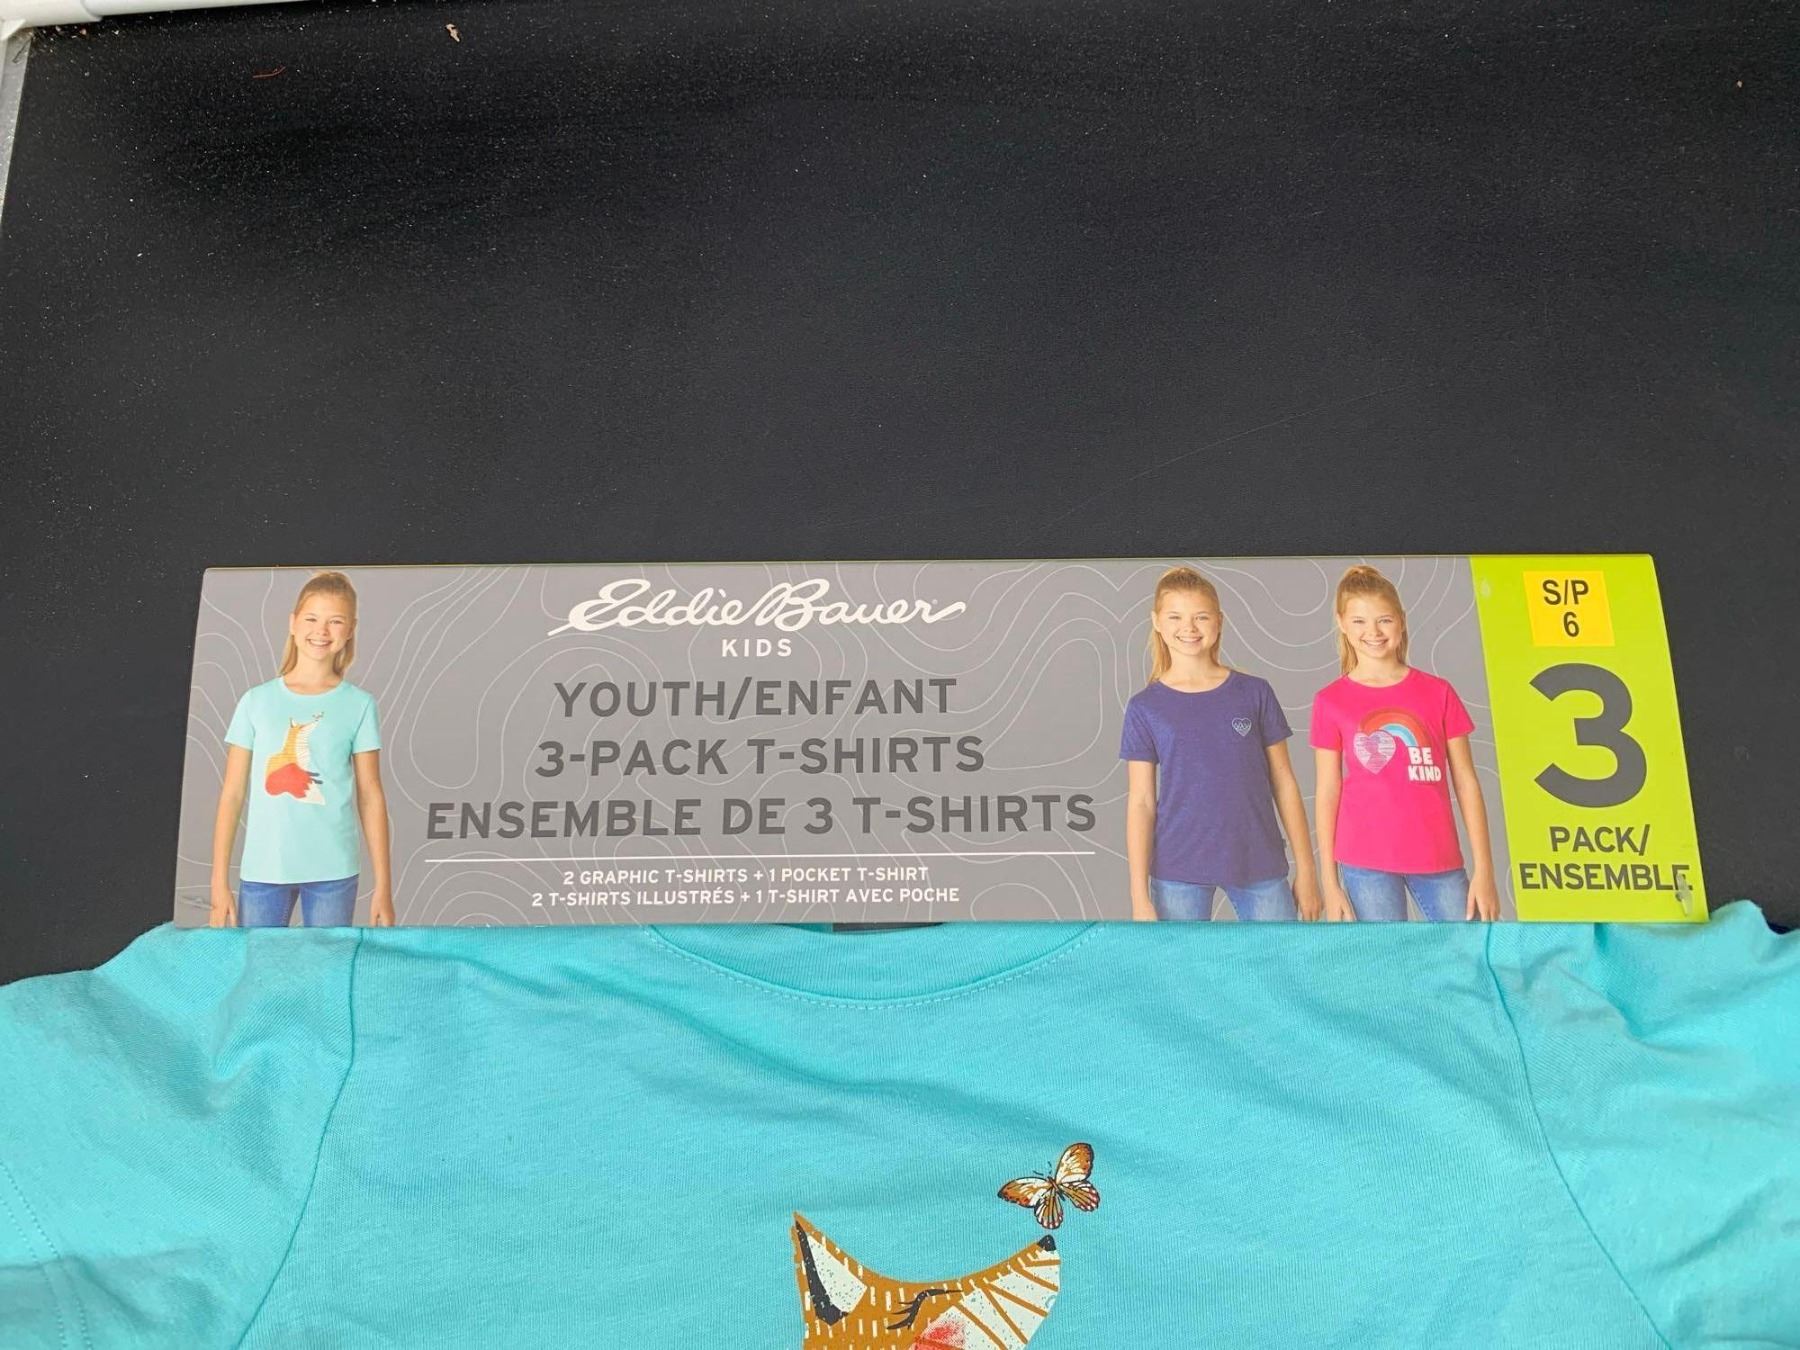 Eddie Bauer
KIDS
YOUTH/ENFANT
3-PACK T-SHIRTS
ENSEMBLE DE 3 T-SHIRTS
2 GRAPHIC T-SHIRTS + 1 POCKET T-SHIRT
2 T-SHIRTS ILLUSTRÉS + 1 T-SHIRT AVEC POCHE
BE
KIND
S/P
6
3
PACK/
ENSEMBLE